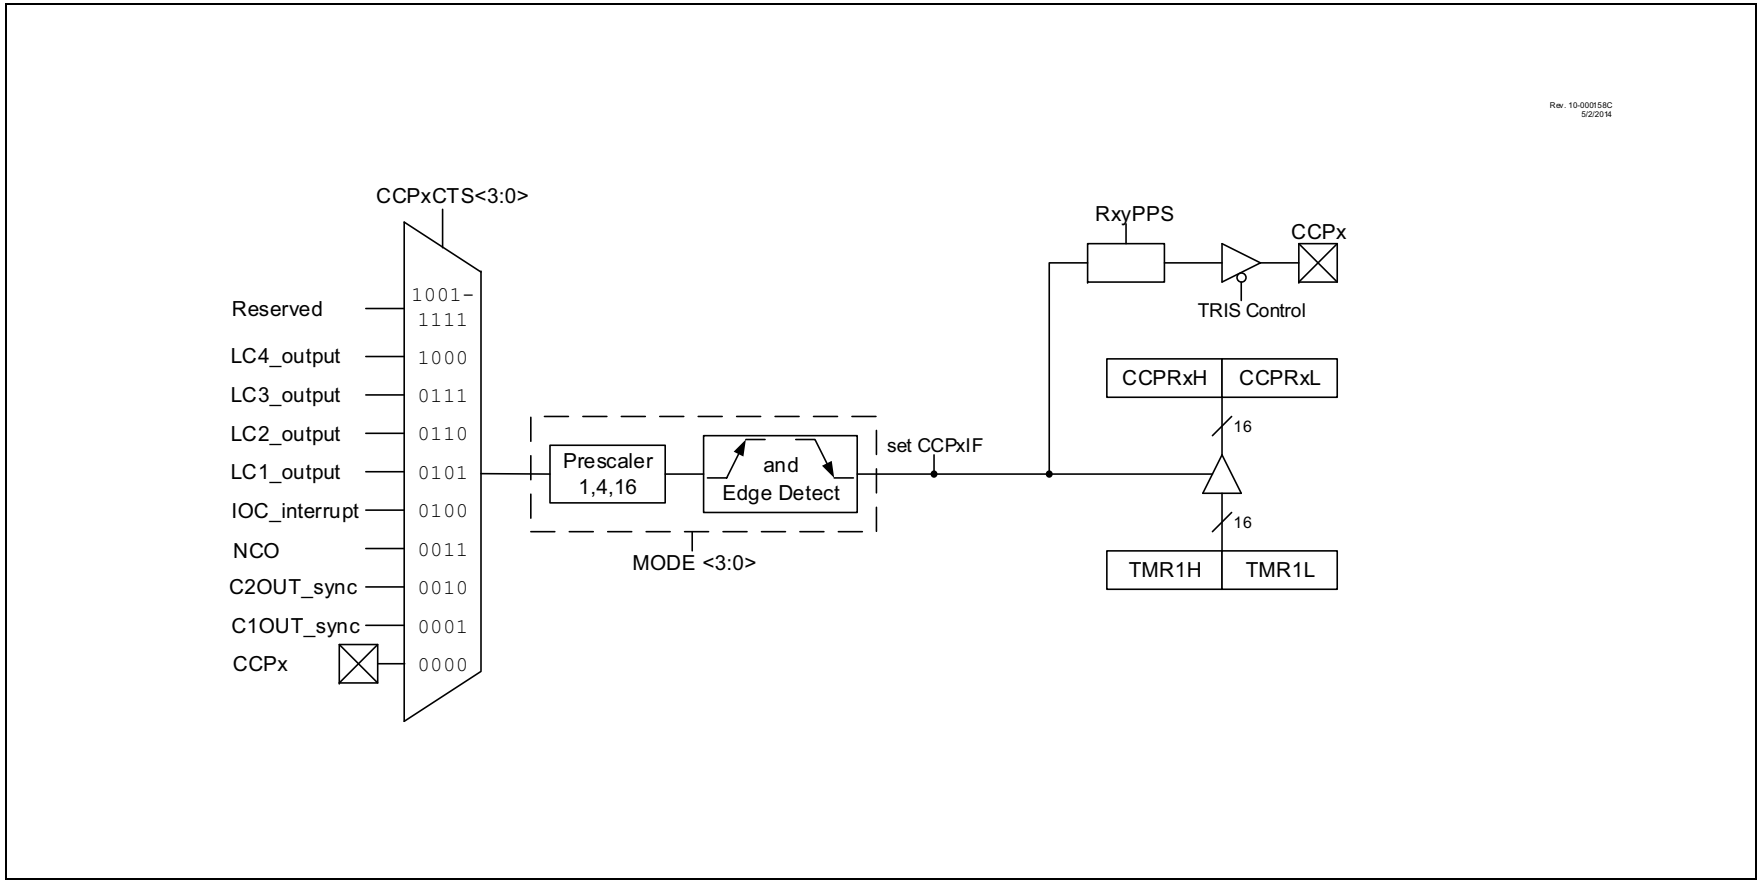 Rev. 10-000158C
5/2/2014
CCPxCTS<3:0>
RxyPPS
CCPx
TRIS Control
Reserved
1001-
1111
LC4_output 1000
LC3_output 0111
LC2_output 0110
LC1_output 0101
IOC_interrupt 0100
NCO 0011
C2OUT_sync 0010
C1OUT_sync 0001
CCPx 0000
Prescaler
1,4,16
and
Edge Detect
MODE <3:0>
set CCPxIF
CCPRxH CCPRxL
16
16
TMR1H TMR1L